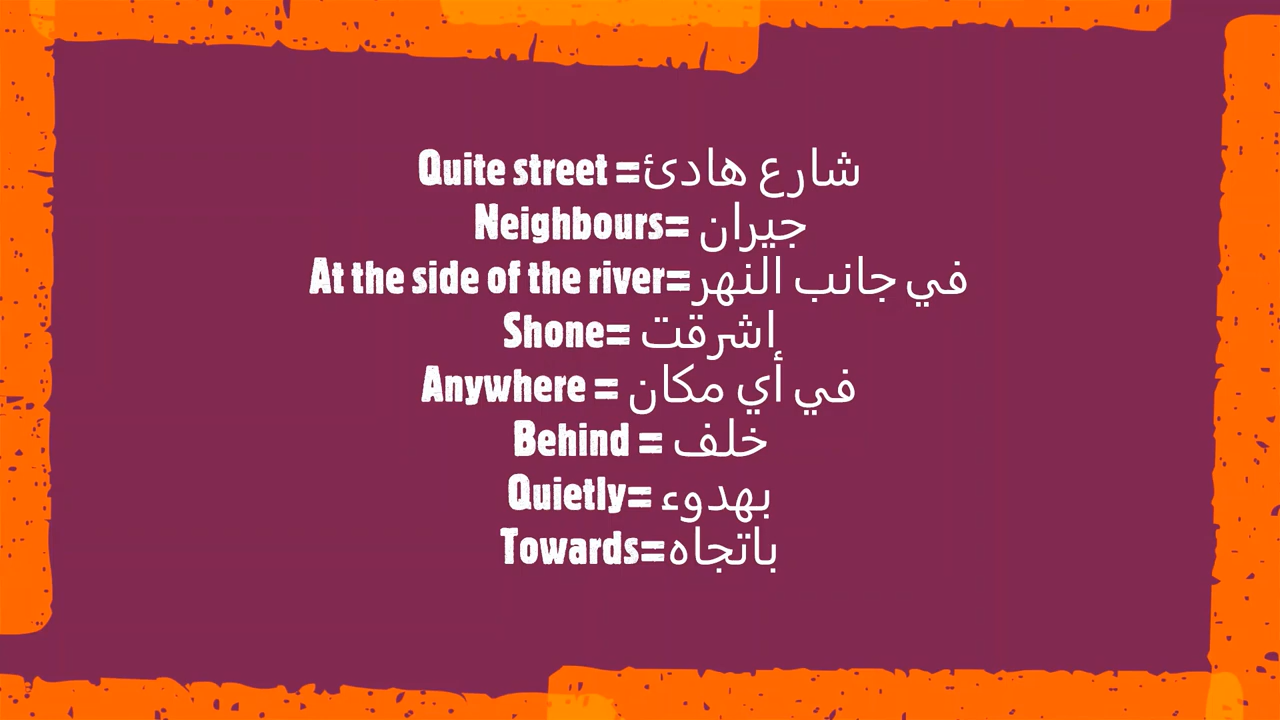 Quite street =شارع هادئ
Neighbours= جيران
At the side of the river=في جانب النهر
Shone= اشرقت
Anywhere = في أي مكان
Behind = خلف
Quietly= بهدوء
Towards=باتجاه